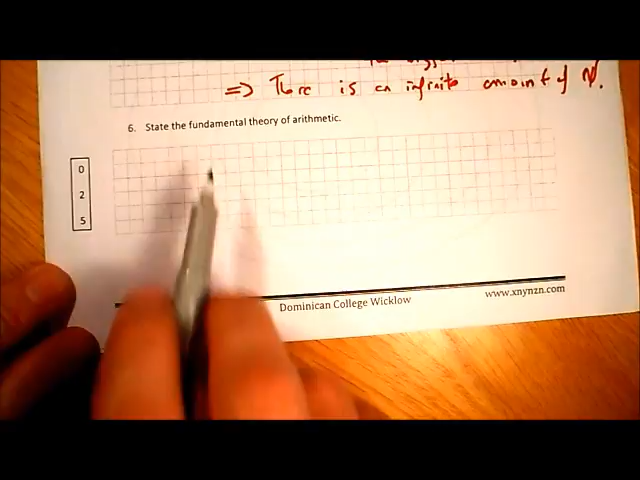 => There is an infinite amount of N.
6. State the fundamental theory of arithmetic.
0
2
5
Dominican College Wicklow
www.xnynzn.com